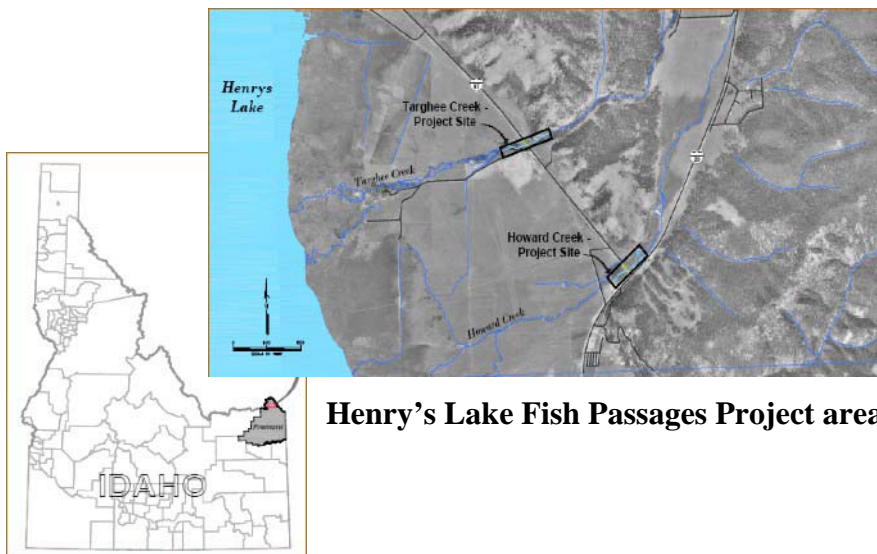 Henrys
Lake
Targhee Creek -
Project Site
Targhee Creek
Howard Creek -
Project Site
Howard Creek
Fremont
IDAHO
Henry’s Lake Fish Passages Project area